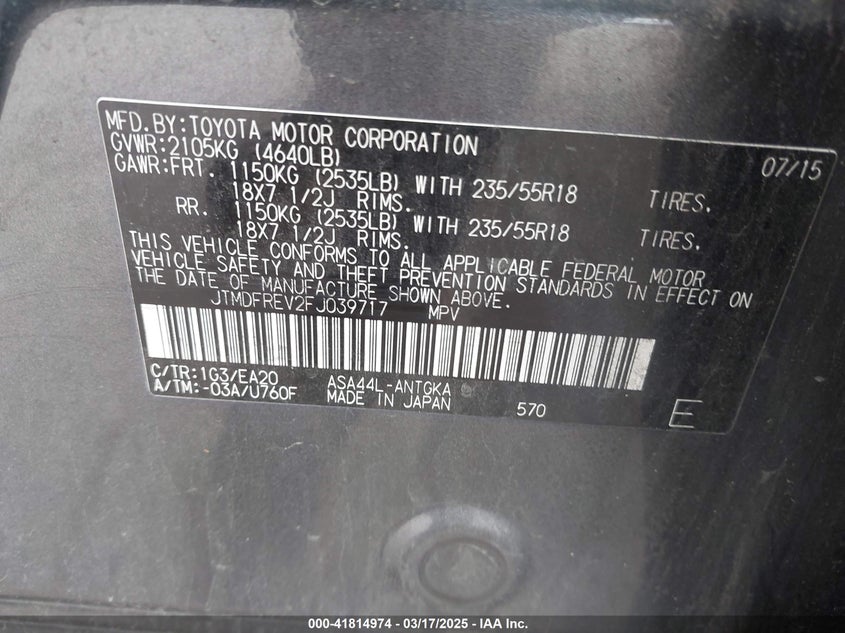 MFD.BY:TOYOTA MOTOR CORPORATION 07/15
GVWR:2105KG (4640LB)
GAWR:FRT. 1150KG (2535LB) WITH 235/55R18 TIRES.
18X7 1/2J RIMS.
RR. 1150KG (2535LB) WITH 235/55R18 TIRES.
18X7 1/2J RIMS.
THIS VEHICLE CONFORMS TO ALL APPLICABLE FEDERAL MOTOR
VEHICLE SAFETY AND THEFT PREVENTION STANDARDS IN EFFECT ON
THE DATE OF MANUFACTURE SHOWN ABOVE.
JTMDFREV2FJ039717 MPV
C/TR:1G3/EA20 ASA44L-ANTGKA
A/TM:-03A/U760F MADE IN JAPAN 570 E
000-41814974 — 03/17/2025 - IAAI.COM